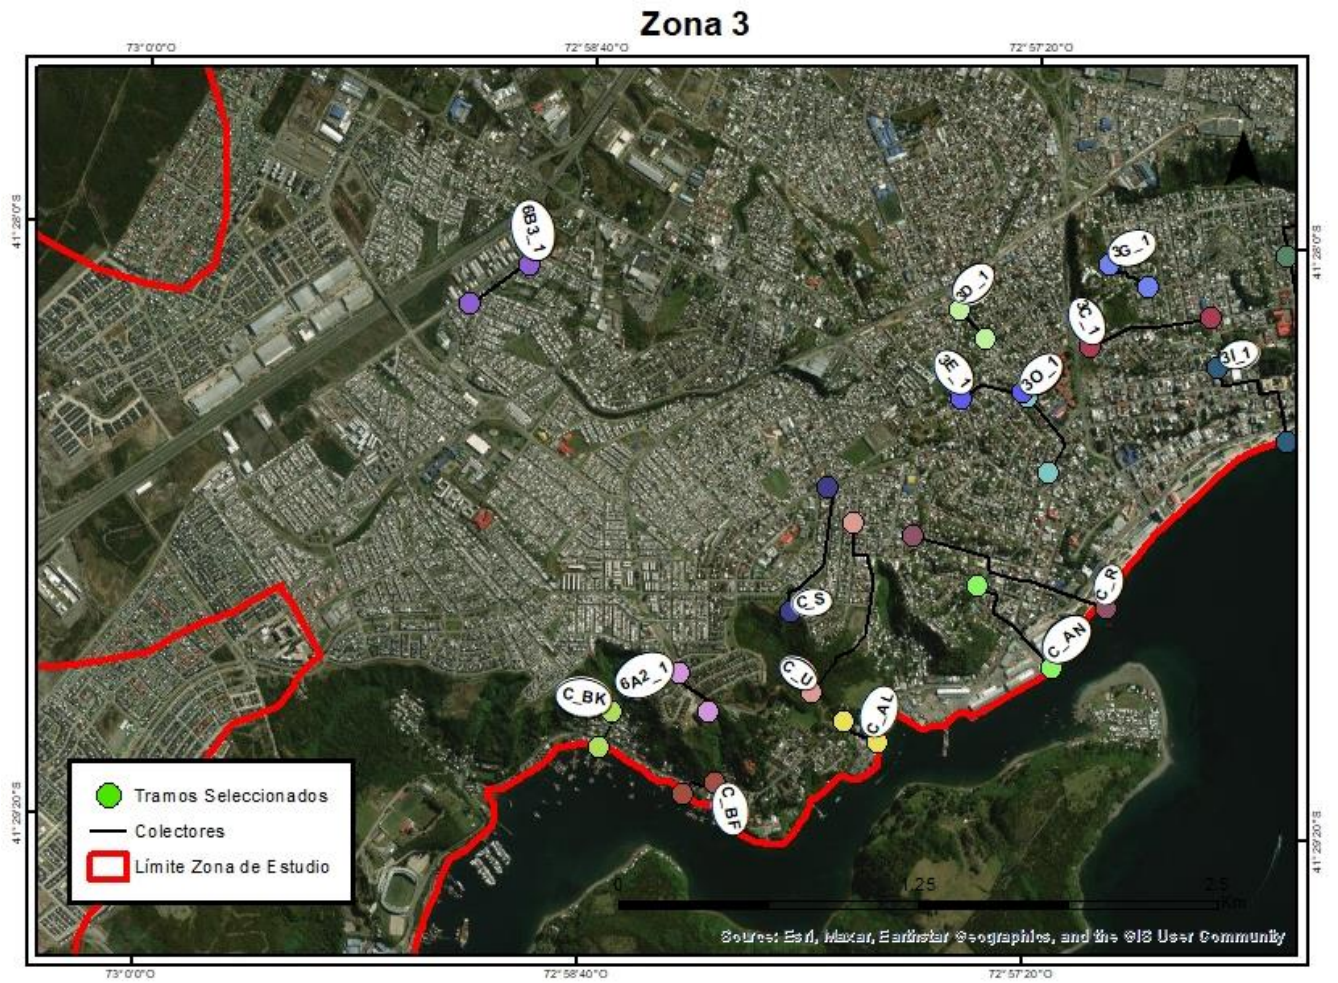 Zona 3
73°0'0"O
72°58'40"O
72°57'20"O
41°28'0"S
41°28'0"S
6B3_1
3G_1
3D_1
3C_1
3I_1
3E_1
3O_1
C_S
C_R
C_AN
C_U
6A2_1
C_BK
C_AL
C_BF
Tramos Seleccionados
Colectores
Límite Zona de Estudio
41°29'20"S
41°29'20"S
0 1.25 2.5
Km
Source: Esri, Maxar, Earthstar Geographics, and the GIS User Community
73°0'0"O
72°58'40"O
72°57'20"O